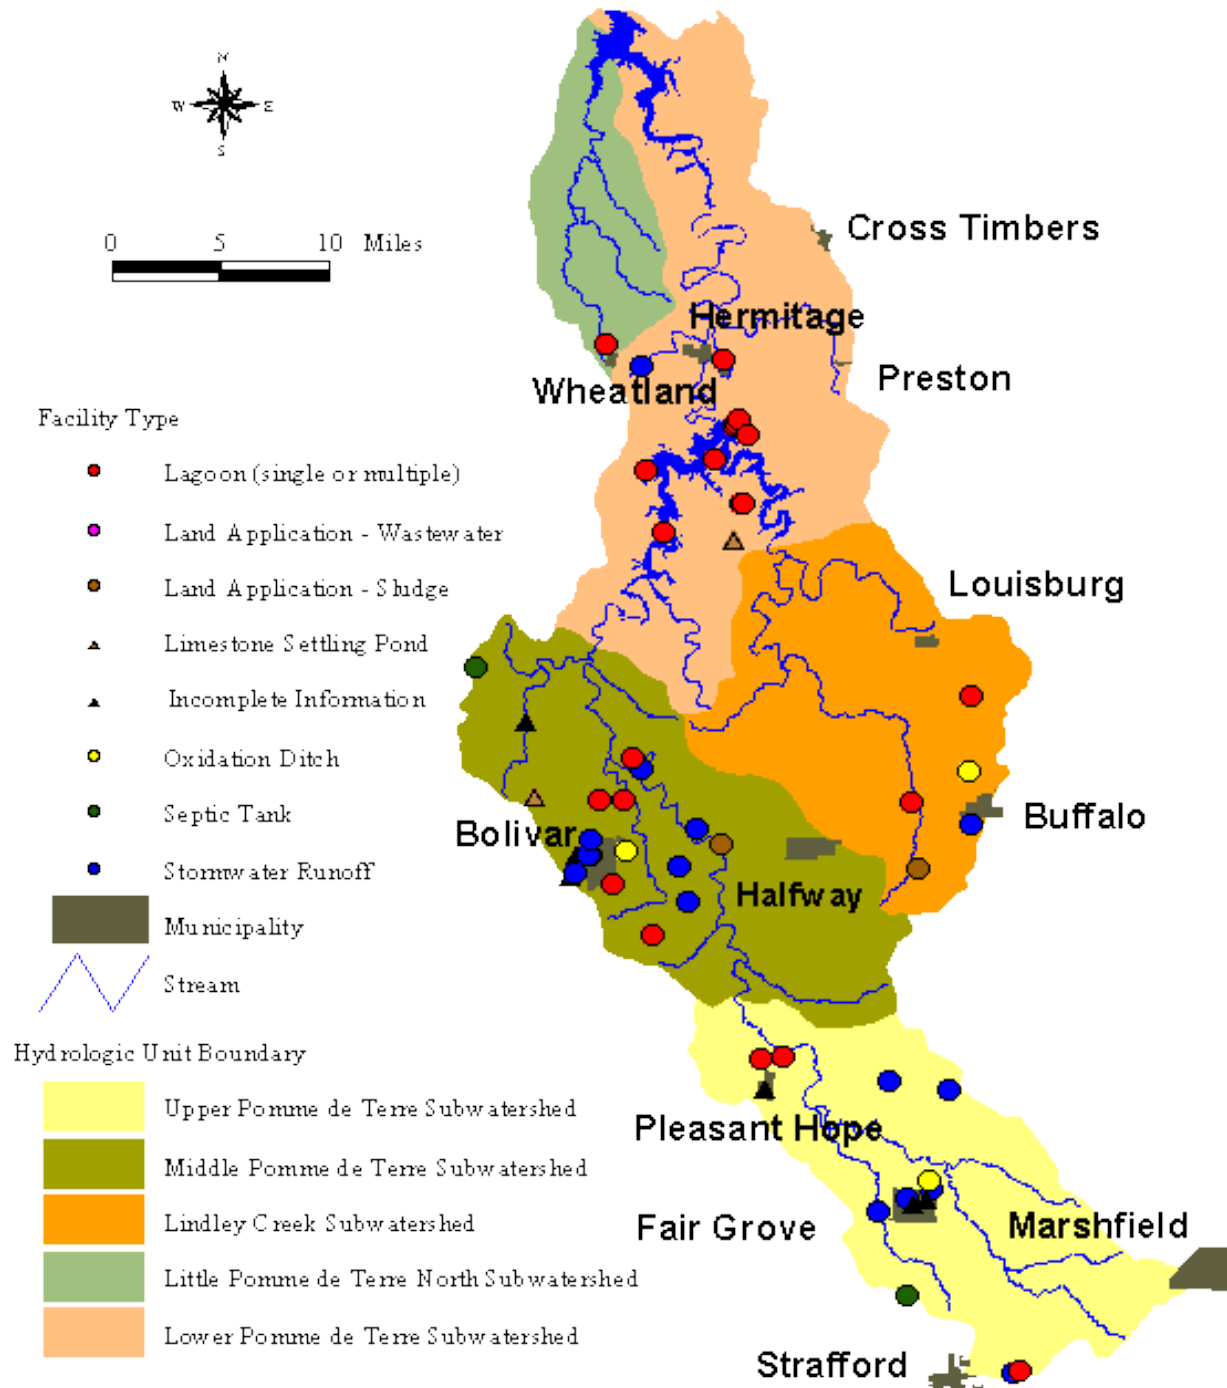 N
W E
S
0 5 10 Miles
Cross Timbers
Hermitage
Preston
Wheatland
Facility Type
Lagoon (single or multiple)
Land Application - Wastewater
Land Application - Sludge
Limestone Settling Pond
Incomplete Information
Oxidation Ditch
Septic Tank
Stormwater Runoff
Municipality
Stream
Louisburg
Buffalo
Bolivar
Halfway
Hydrologic Unit Boundary
Upper Pomme de Terre Subwatershed
Middle Pomme de Terre Subwatershed
Lindley Creek Subwatershed
Little Pomme de Terre North Subwatershed
Lower Pomme de Terre Subwatershed
Pleasant Hope
Fair Grove
Marshfield
Strafford